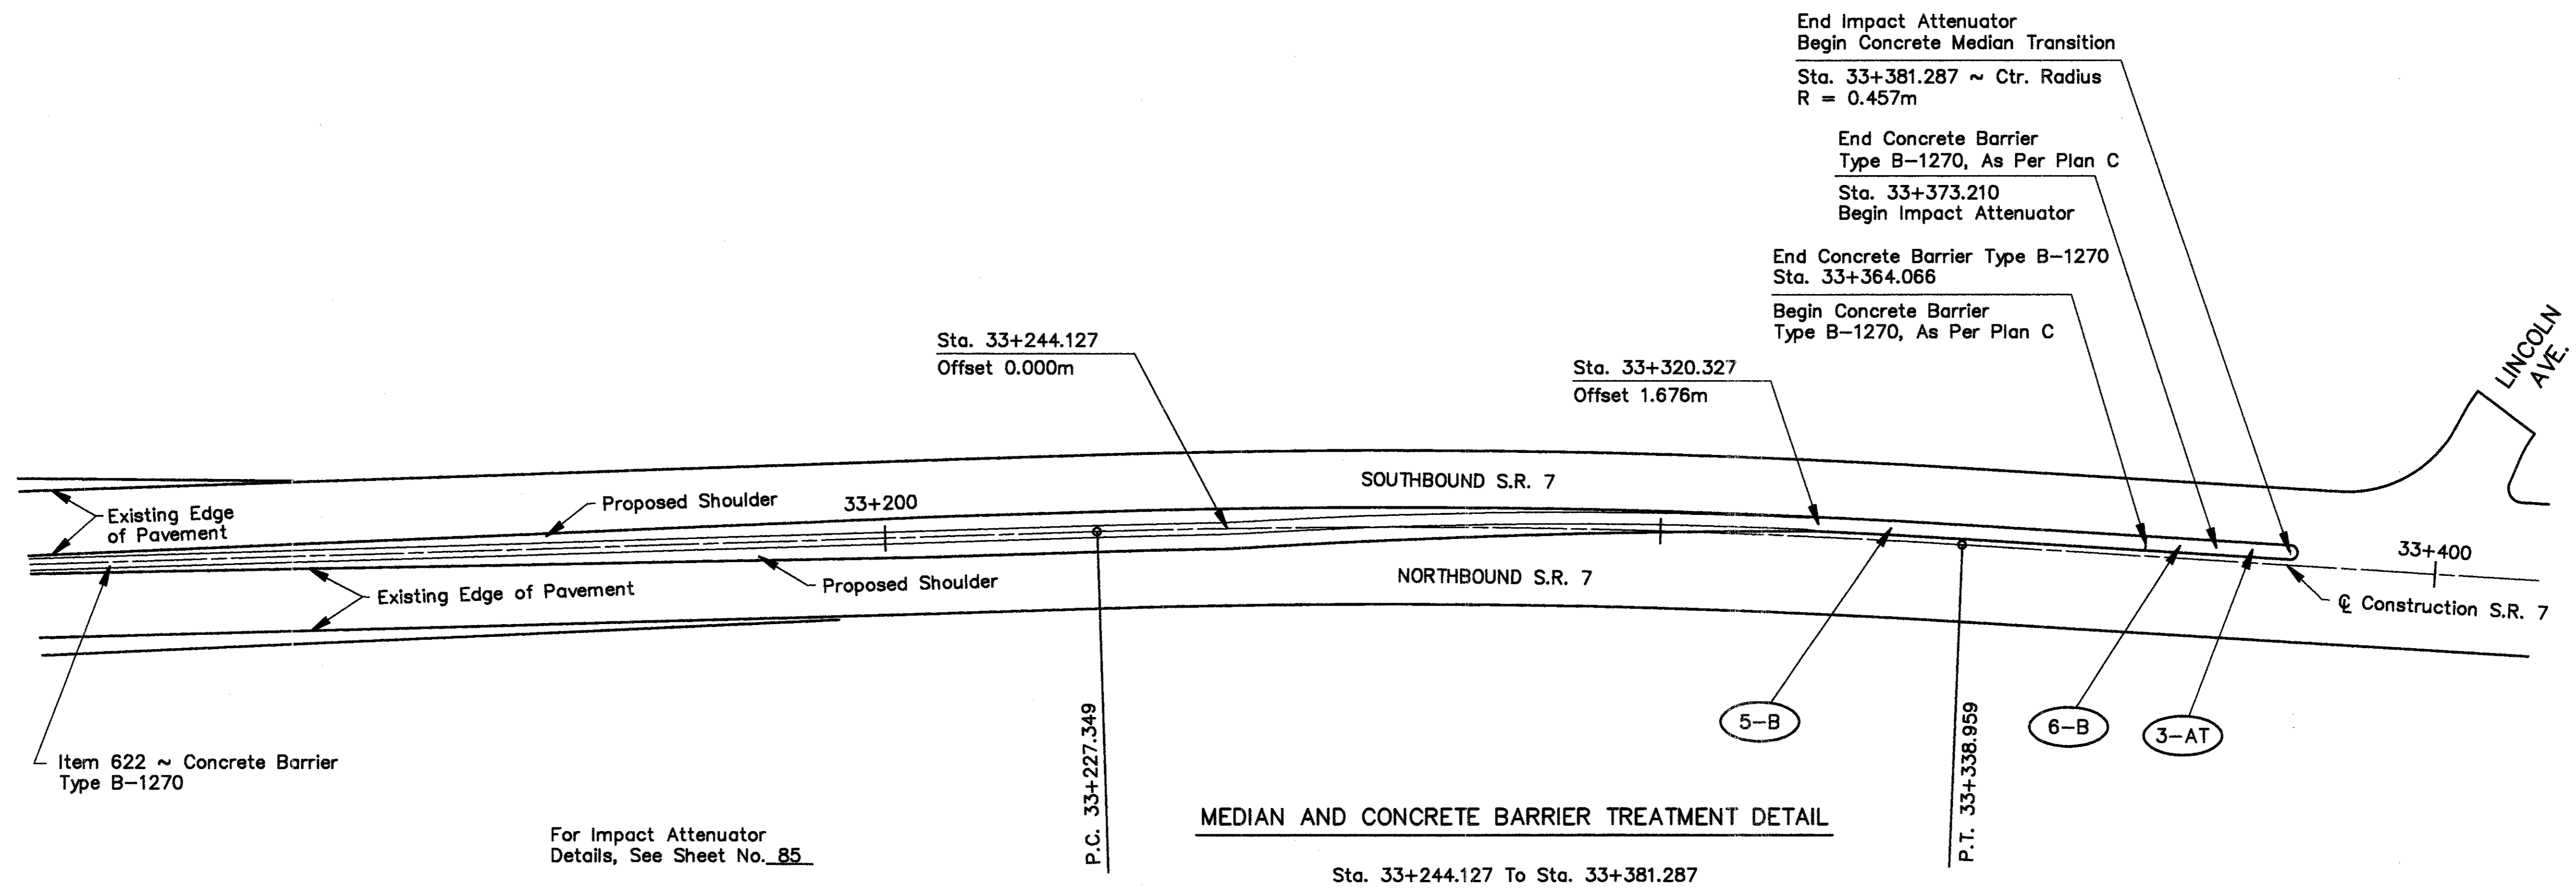 End Impact Attenuator
Begin Concrete Median Transition
Sta. 33+381.287 ~ Ctr. Radius
R = 0.457m
End Concrete Barrier
Type B-1270, As Per Plan C
Sta. 33+373.210
Begin Impact Attenuator
End Concrete Barrier Type B-1270
Sta. 33+364.066
Begin Concrete Barrier
Type B-1270, As Per Plan C
LINCOLN
AVE.
Sta. 33+244.127
Offset 0.000m
Sta. 33+320.327
Offset 1.676m
SOUTHBOUND S.R. 7
Proposed Shoulder
33+200
Existing Edge
of Pavement
33+400
NORTHBOUND S.R. 7
Proposed Shoulder
Existing Edge of Pavement
℄ Construction S.R. 7
5-B
6-B
3-AT
P.C. 33+227.349
P.T. 33+338.959
Item 622 ~ Concrete Barrier
Type B-1270
MEDIAN AND CONCRETE BARRIER TREATMENT DETAIL
For Impact Attenuator
Details, See Sheet No. 85
Sta. 33+244.127 To Sta. 33+381.287